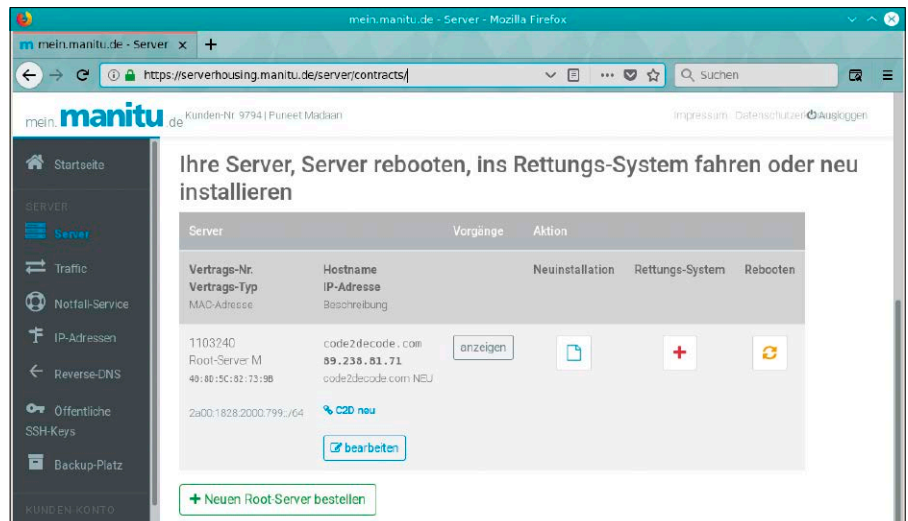 mein.manitu.de - Server - Mozilla Firefox
m mein.manitu.de - Server × +
https://serverhousing.manitu.de/server/contracts/
Suchen
mein.manitu.de
Kunden-Nr. 9794 | Puneet Madaan
Impressum Datenschutzerkl
Ausloggen
Startseite
SERVER
Server
Traffic
Notfall-Service
IP-Adressen
Reverse-DNS
Öffentliche
SSH-Keys
Backup-Platz
KUNDEN-KONTO
Ihre Server, Server rebooten, ins Rettungs-System fahren oder neu
installieren
Server Vorgänge Aktion
Vertrags-Nr. Hostname Neuinstallation Rettungs-System Rebooten
Vertrags-Typ IP-Adresse
MAC-Adresse Beschreibung
1103240 code2decode.com anzeigen
Root-Server M 89.238.81.71
40:8D:5C:82:73:9B code2decode.com NEU
2a00:1828:2000:799::/64 C2D neu
bearbeiten
+ Neuen Root-Server bestellen